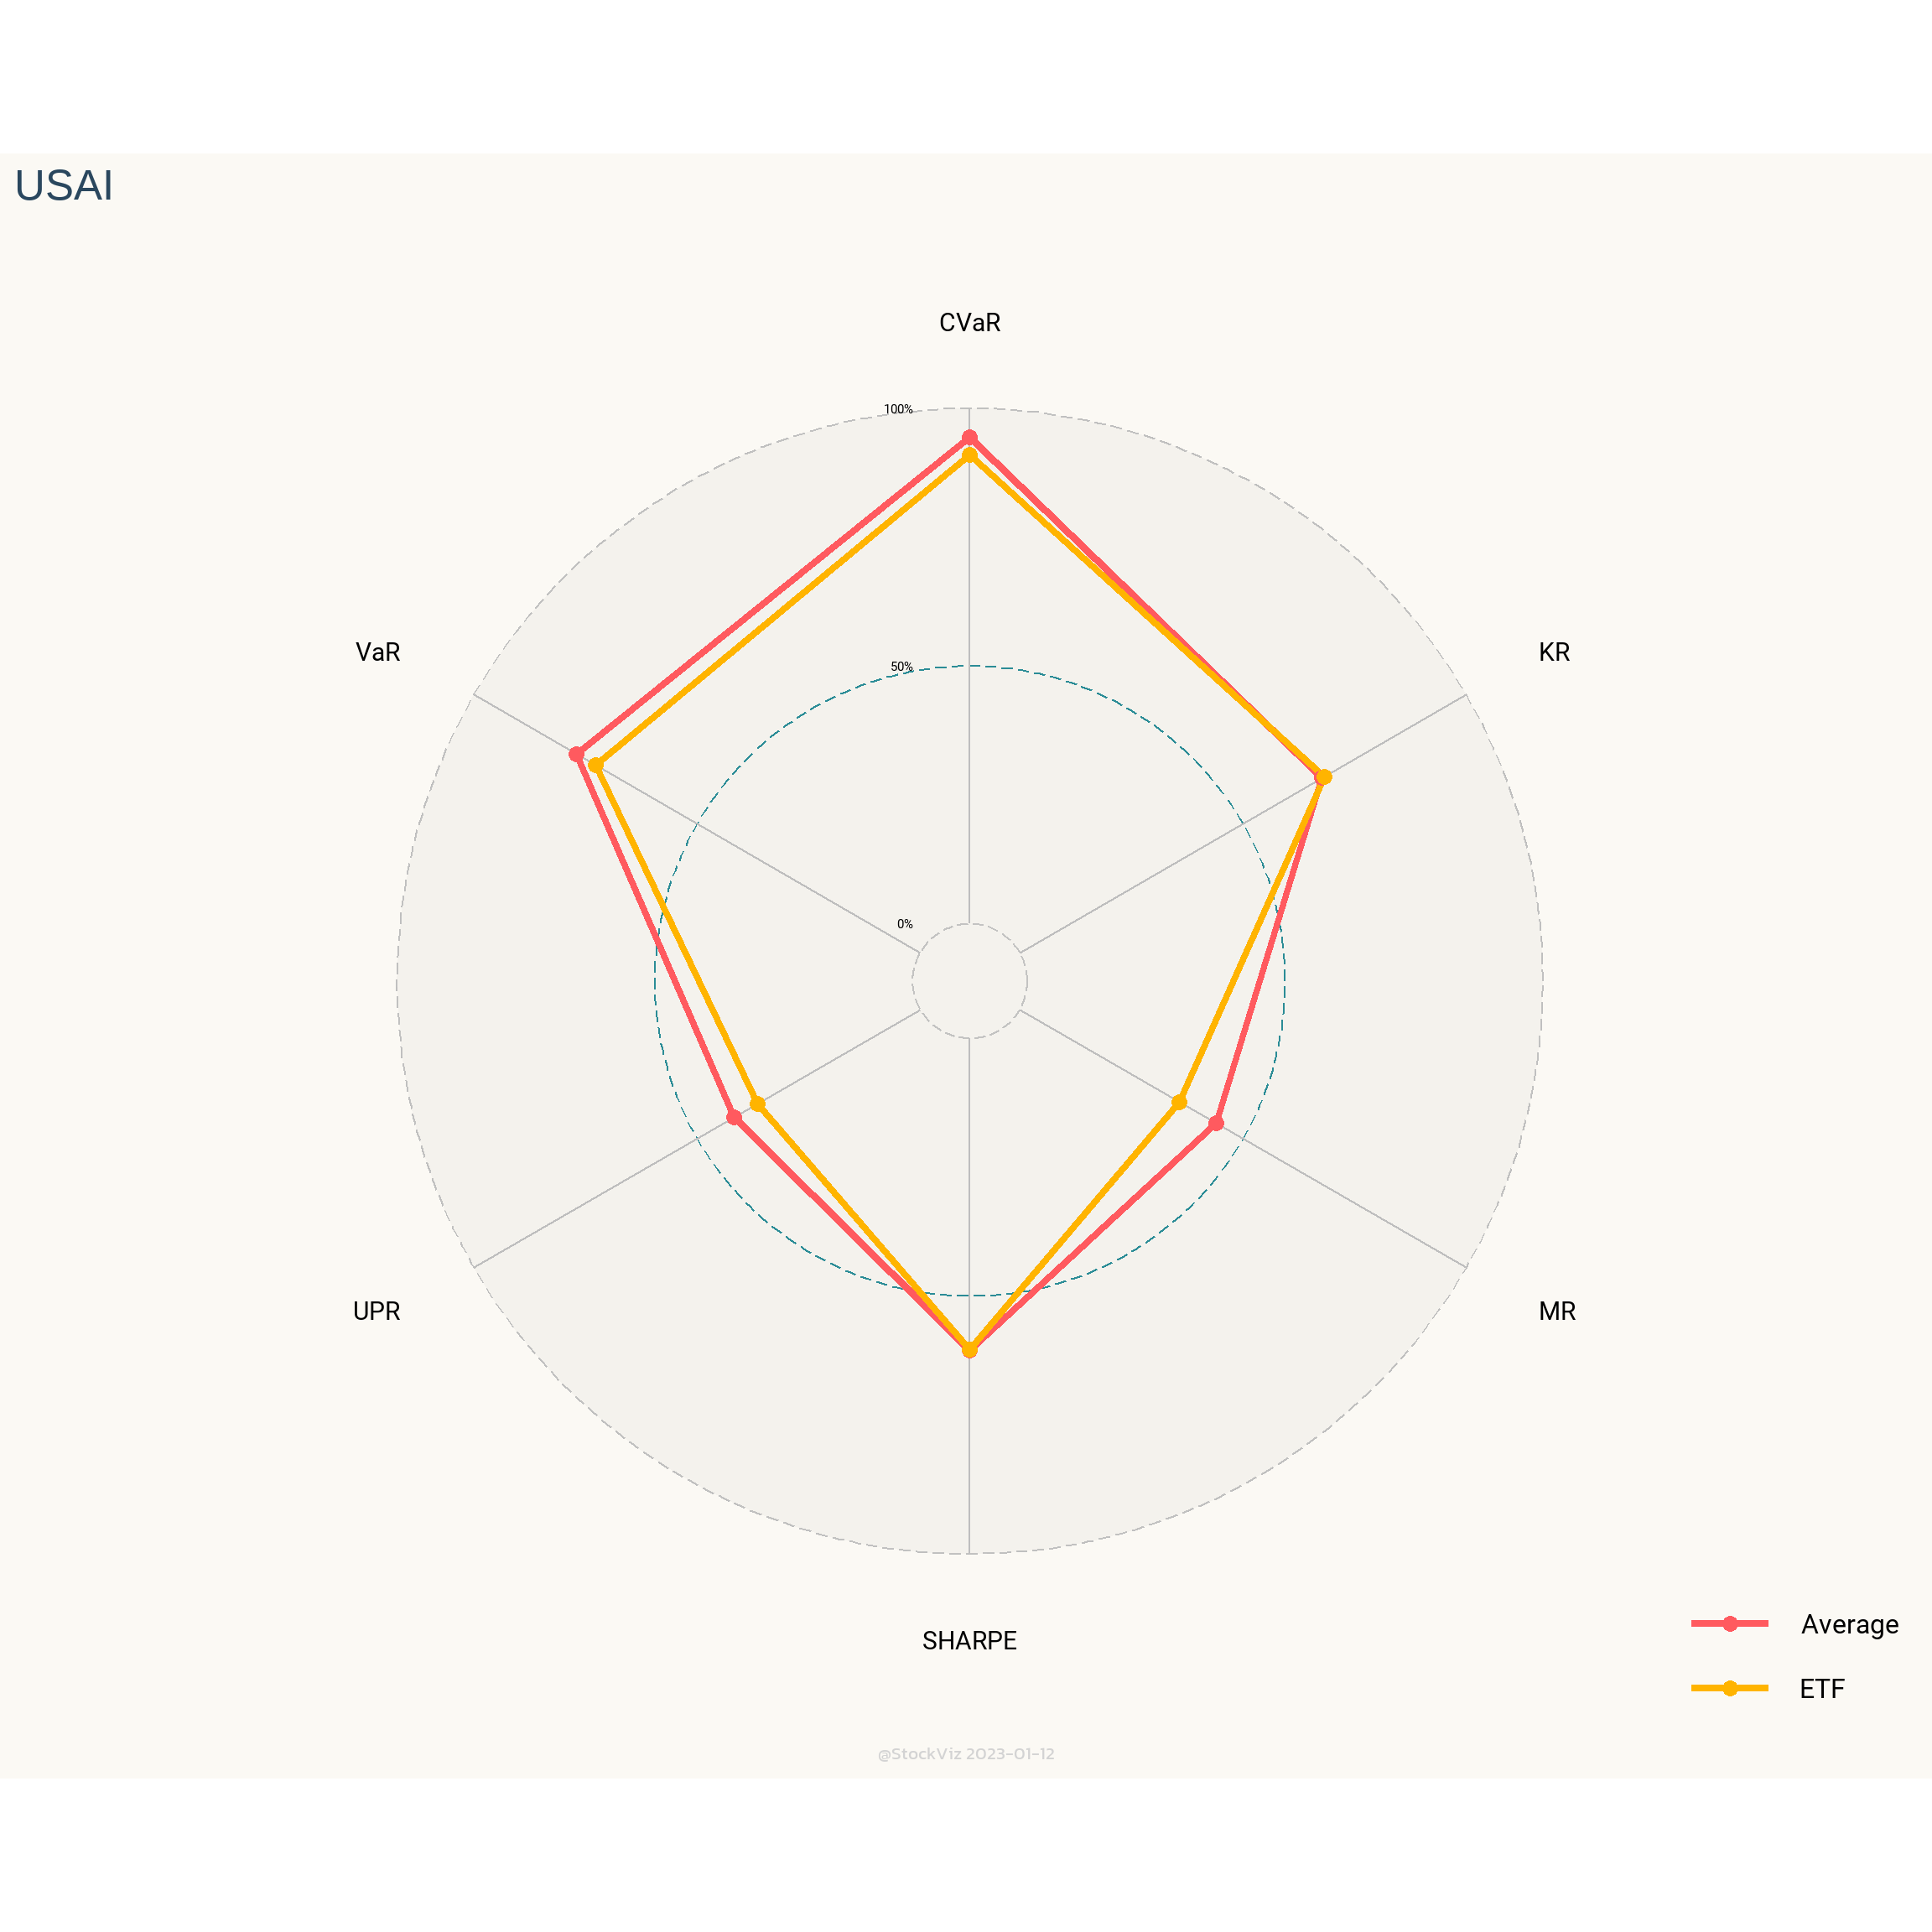 USAI
CVaR
100%
VaR
KR
50%
0%
UPR
MR
SHARPE
Average
ETF
@StockViz 2023-01-12